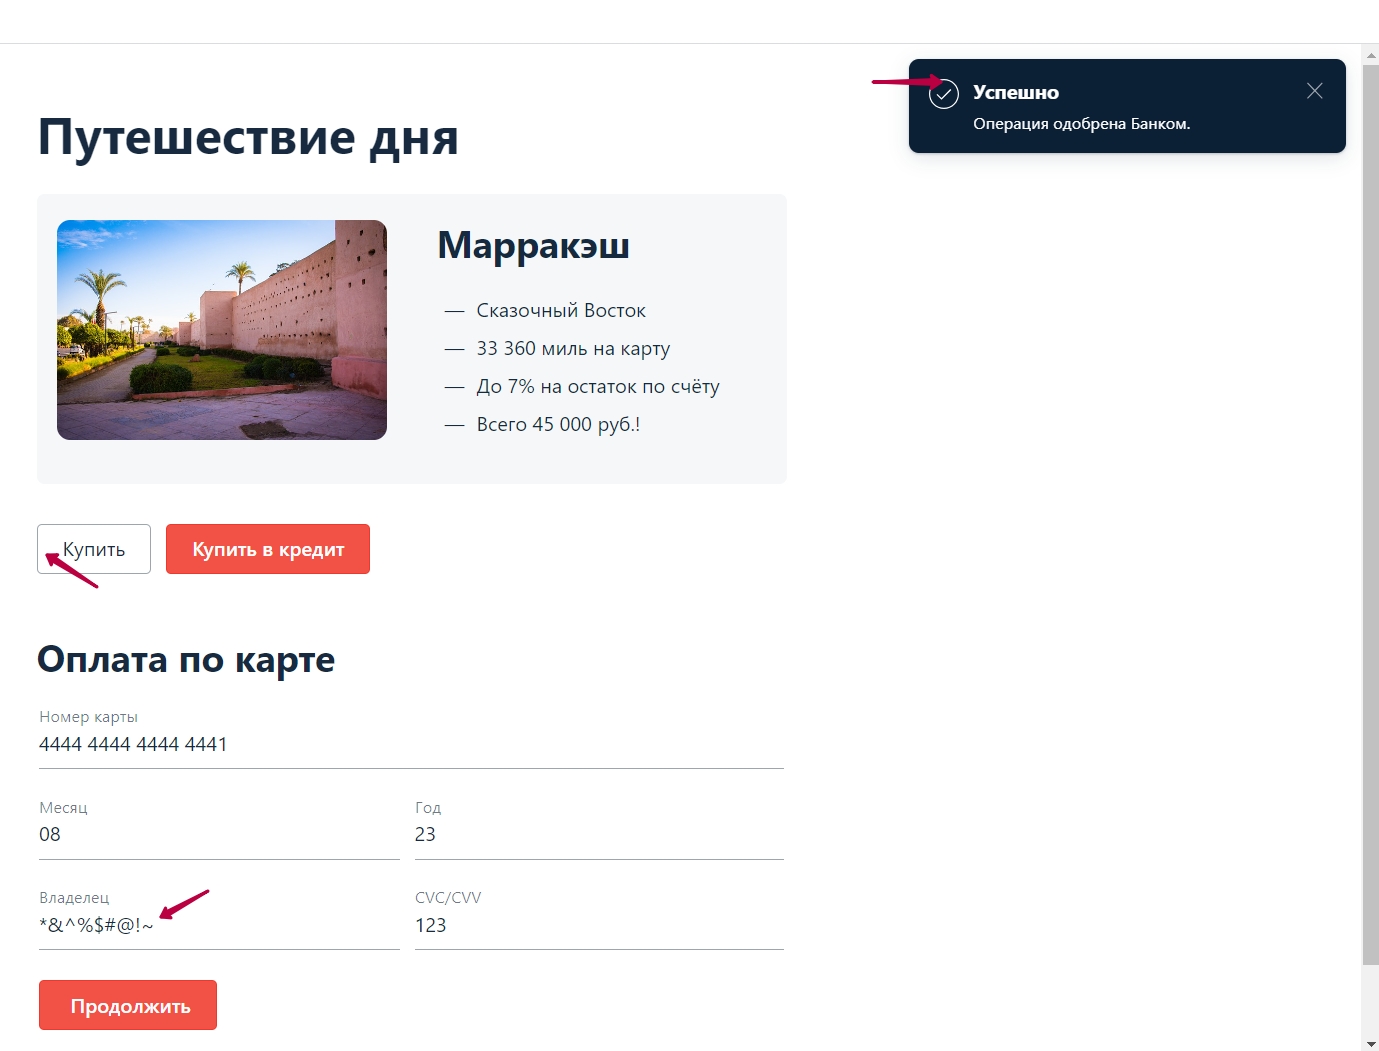 Успешно
Операция одобрена Банком.
Путешествие дня
Марракэш
— Сказочный Восток
— 33 360 миль на карту
— До 7% на остаток по счёту
— Всего 45 000 руб.!
Купить
Купить в кредит
Оплата по карте
Номер карты
4444 4444 4444 4441
Месяц
08
Год
23
Владелец
*&^%$#@!~
CVC/CVV
123
Продолжить